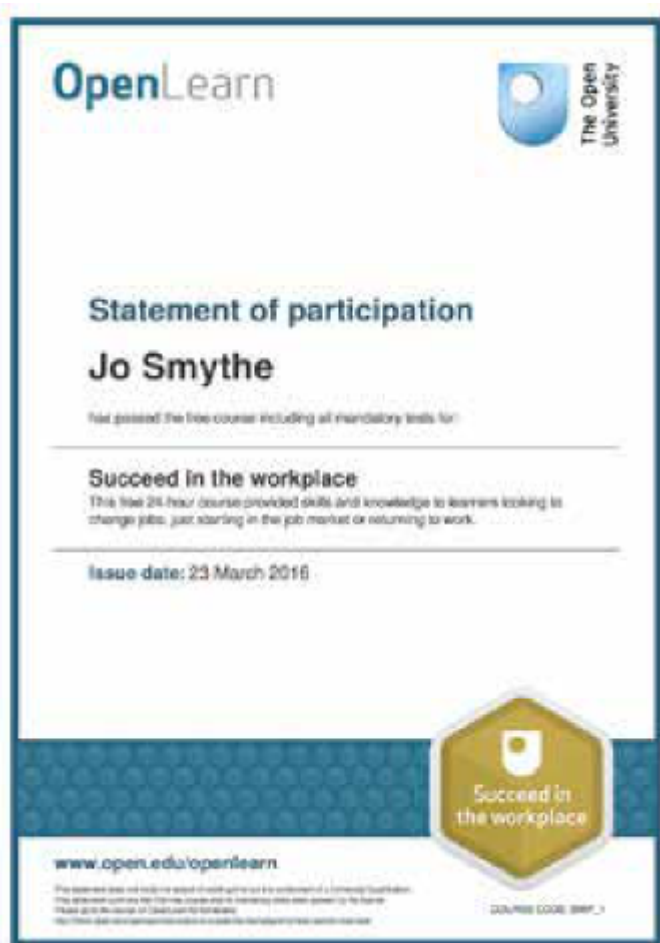 OpenLearn
The Open
University
Statement of participation
Jo Smythe
has passed the free course including all mandatory tests for:
Succeed in the workplace
This free 24-hour course provided skills and knowledge to learners looking to
change jobs, just starting in the job market or returning to work.
Issue date: 23 March 2016
Succeed in
the workplace
www.open.edu/openlearn
COURSE CODE: